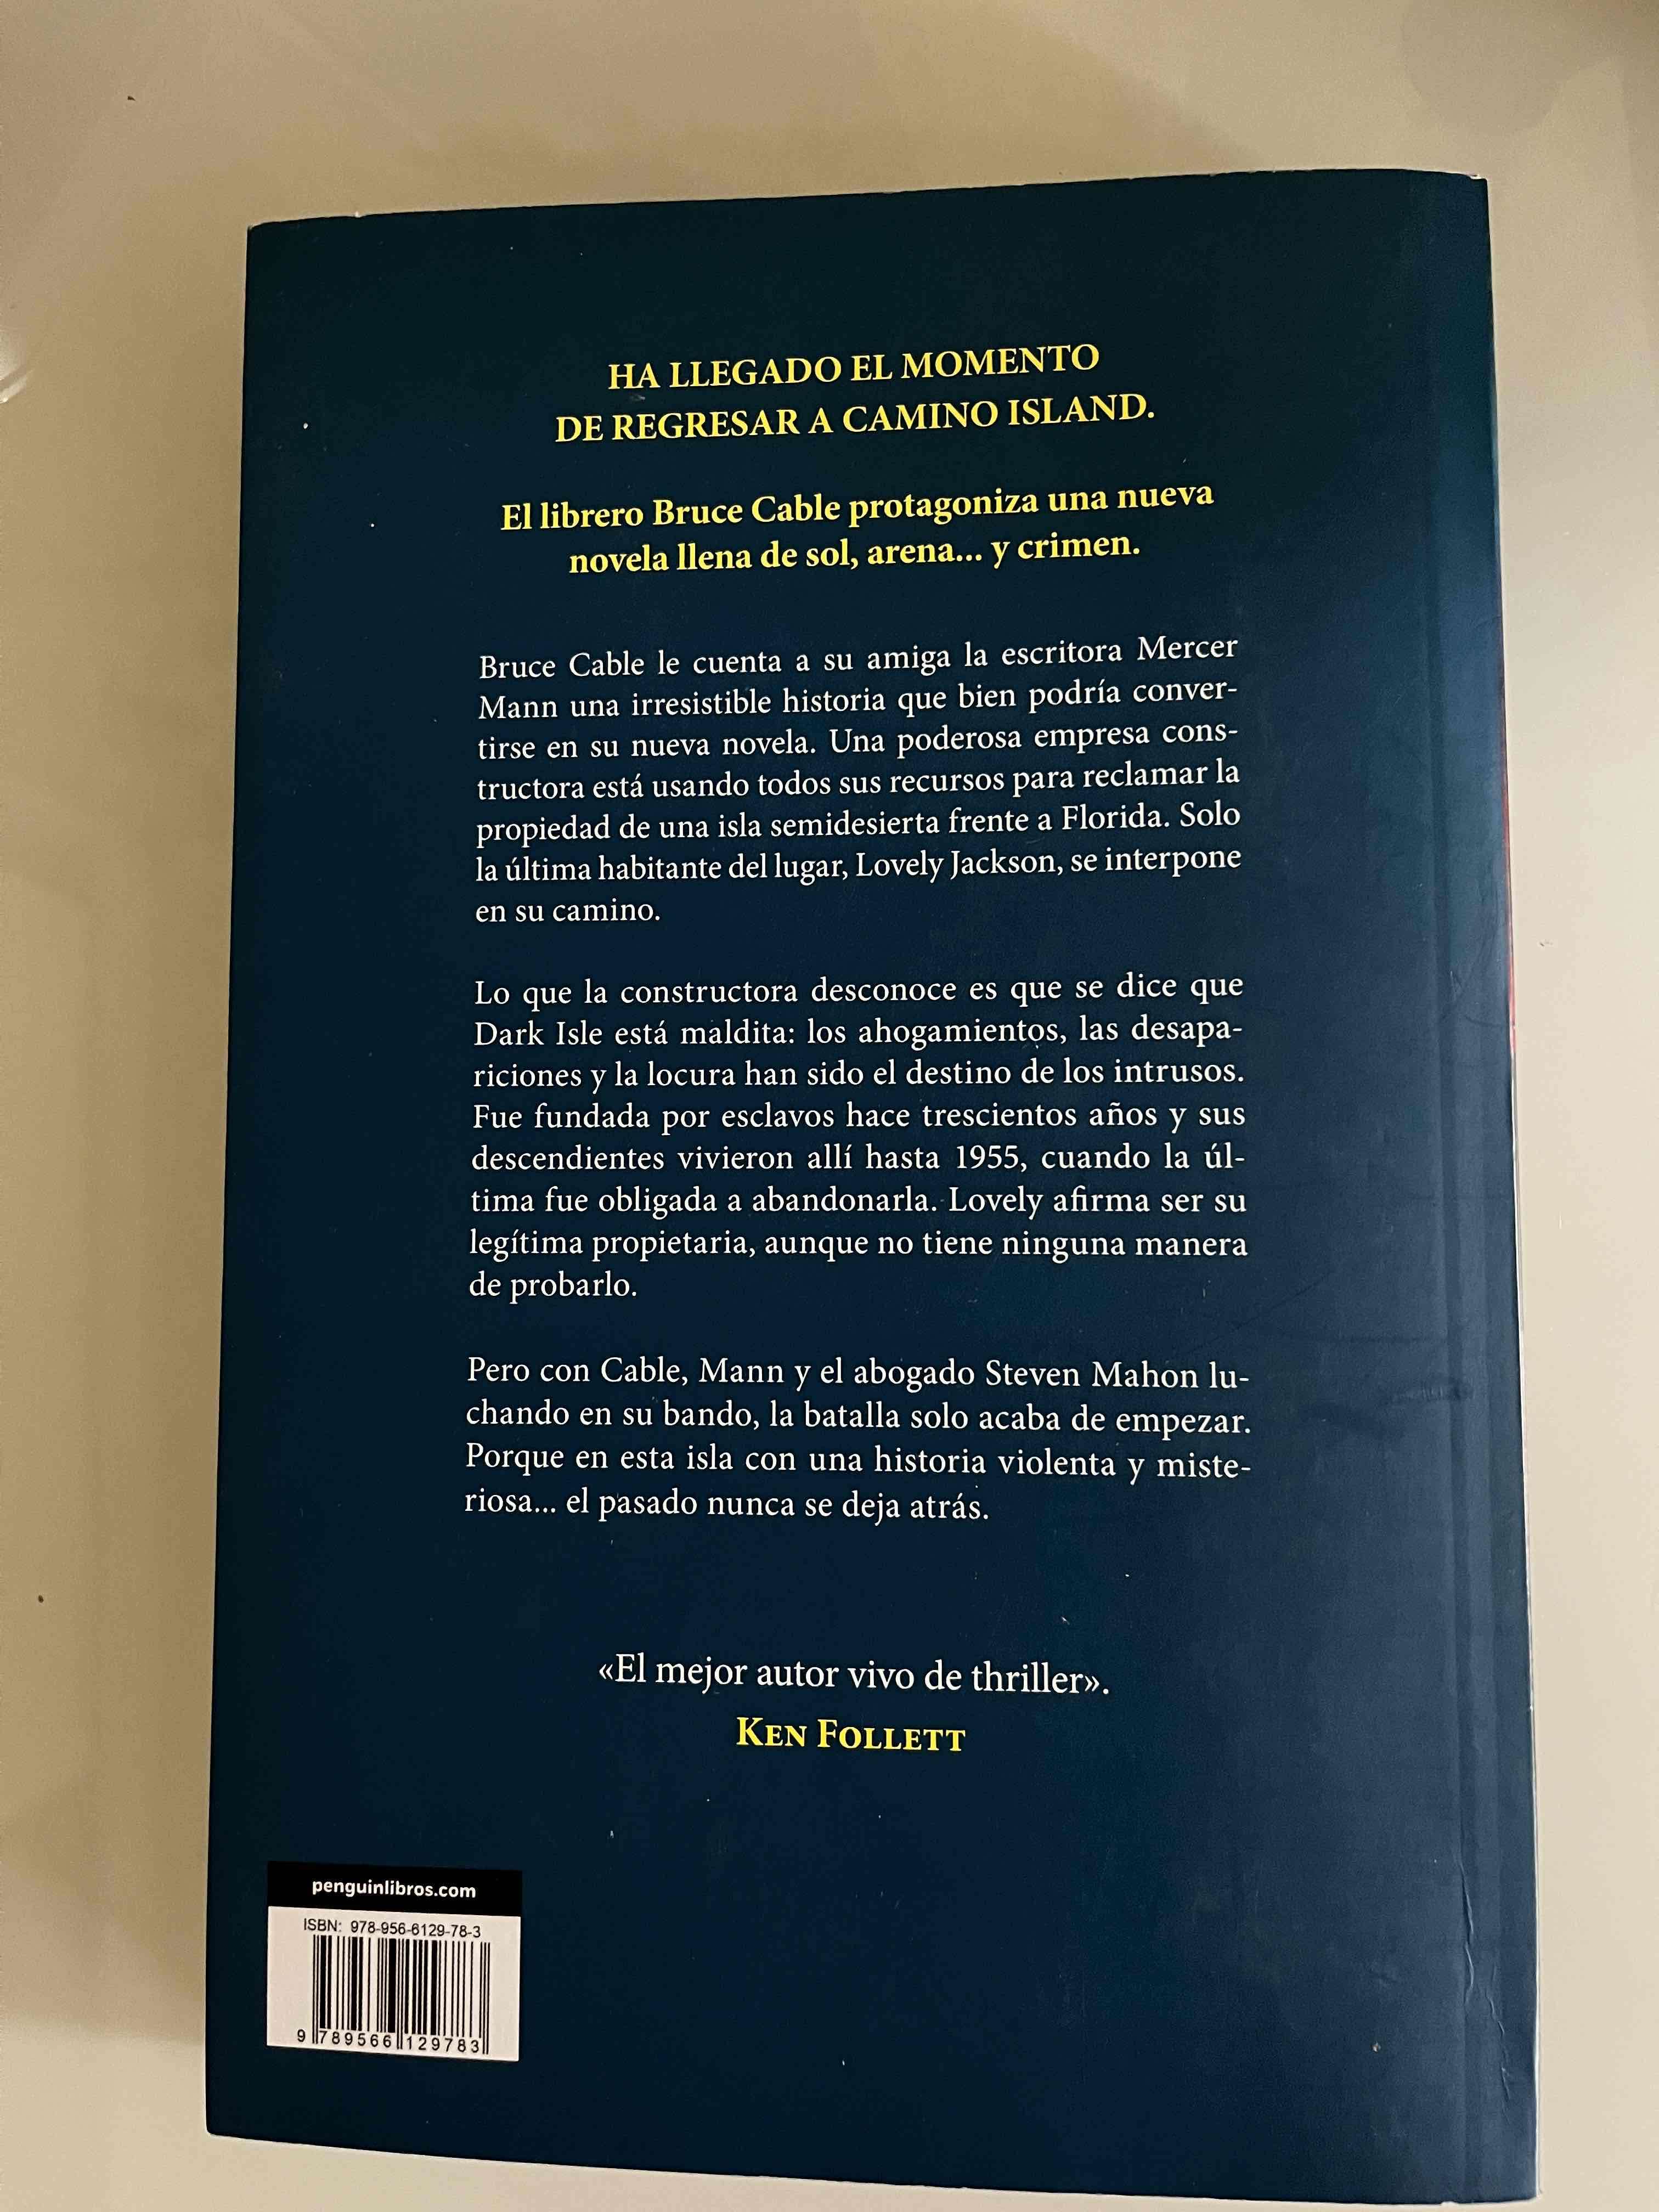 HA LLEGADO EL MOMENTO
DE REGRESAR A CAMINO ISLAND.
El librero Bruce Cable protagoniza una nueva
novela llena de sol, arena... y crimen.
Bruce Cable le cuenta a su amiga la escritora Mercer
Mann una irresistible historia que bien podría conver-
tirse en su nueva novela. Una poderosa empresa cons-
tructora está usando todos sus recursos para reclamar la
propiedad de una isla semidesierta frente a Florida. Solo
la última habitante del lugar, Lovely Jackson, se interpone
en su camino.
Lo que la constructora desconoce es que se dice que
Dark Isle está maldita: los ahogamientos, las desapa-
riciones y la locura han sido el destino de los intrusos.
Fue fundada por esclavos hace trescientos años y sus
descendientes vivieron allí hasta 1955, cuando la úl-
tima fue obligada a abandonarla. Lovely afirma ser su
legítima propietaria, aunque no tiene ninguna manera
de probarlo.
Pero con Cable, Mann y el abogado Steven Mahon lu-
chando en su bando, la batalla solo acaba de empezar.
Porque en esta isla con una historia violenta y miste-
riosa... el pasado nunca se deja atrás.
«El mejor autor vivo de thriller».
KEN FOLLETT
penguinlibros.com
ISBN: 978-956-6129-78-3
9 789566 129783